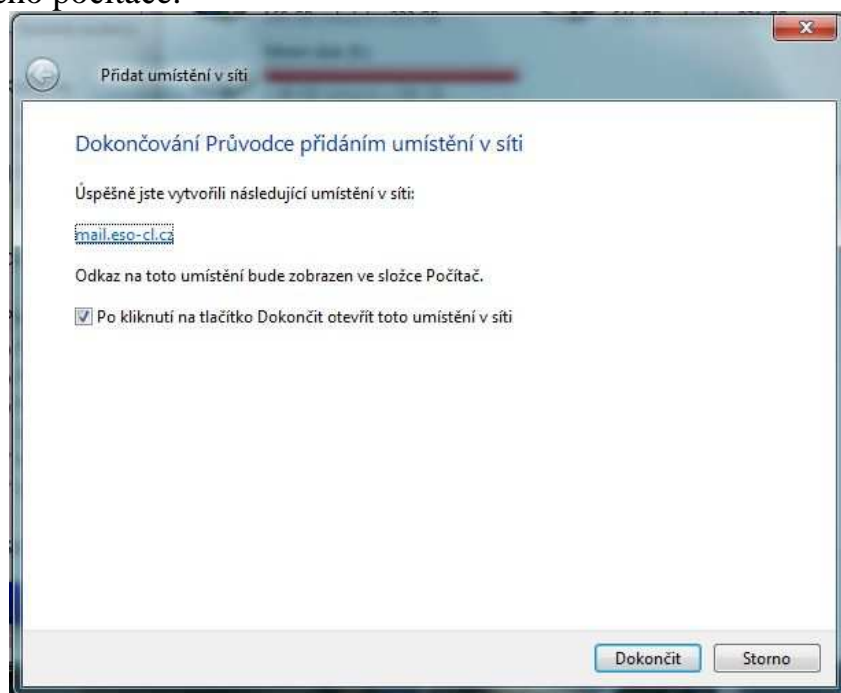 počítače.
Přidat umístění v síti
Dokončování Průvodce přidáním umístění v síti
Úspěšně jste vytvořili následující umístění v síti:
mail.eso-cl.cz
Odkaz na toto umístění bude zobrazen ve složce Počítač.
Po kliknutí na tlačítko Dokončit otevřít toto umístění v síti
Dokončit
Storno